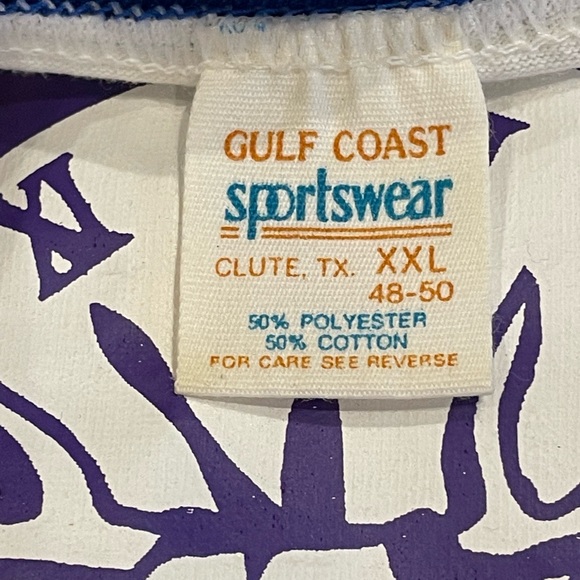 GULF COAST
sportswear
CLUTE, TX. XXL
48-50
50% POLYESTER
50% COTTON
FOR CARE SEE REVERSE